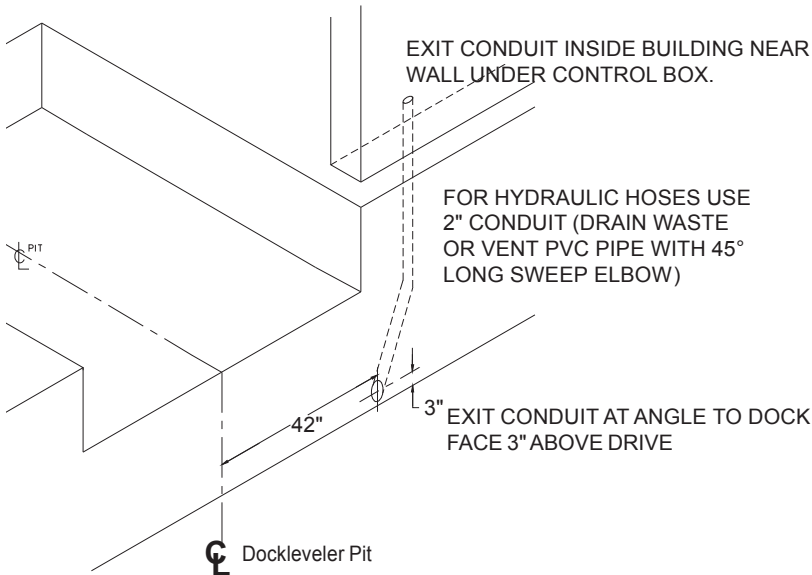 EXIT CONDUIT INSIDE BUILDING NEAR
WALL UNDER CONTROL BOX.
FOR HYDRAULIC HOSES USE
2" CONDUIT (DRAIN WASTE
OR VENT PVC PIPE WITH 45°
LONG SWEEP ELBOW)
℄ PIT
3"
EXIT CONDUIT AT ANGLE TO DOCK
FACE 3" ABOVE DRIVE
42"
℄ Dockleveler Pit